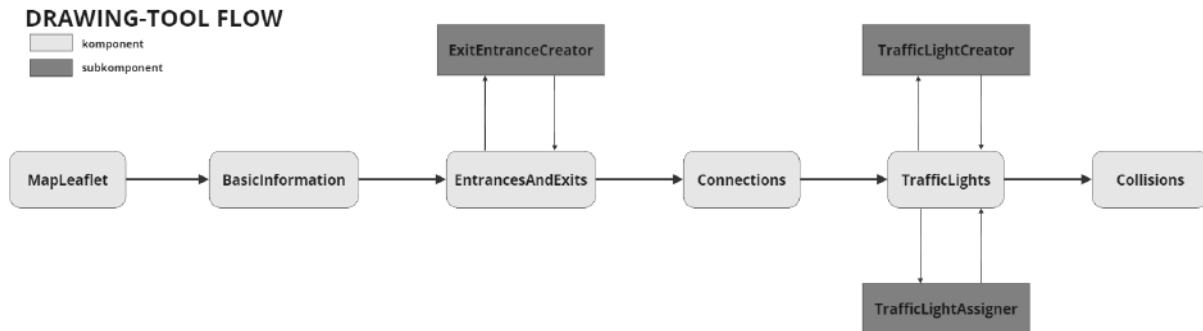 DRAWING-TOOL FLOW
komponent
subkomponent
ExitEntranceCreator
TrafficLightCreator
MapLeaflet
BasicInformation
EntrancesAndExits
Connections
TrafficLights
Collisions
TrafficLightAssigner